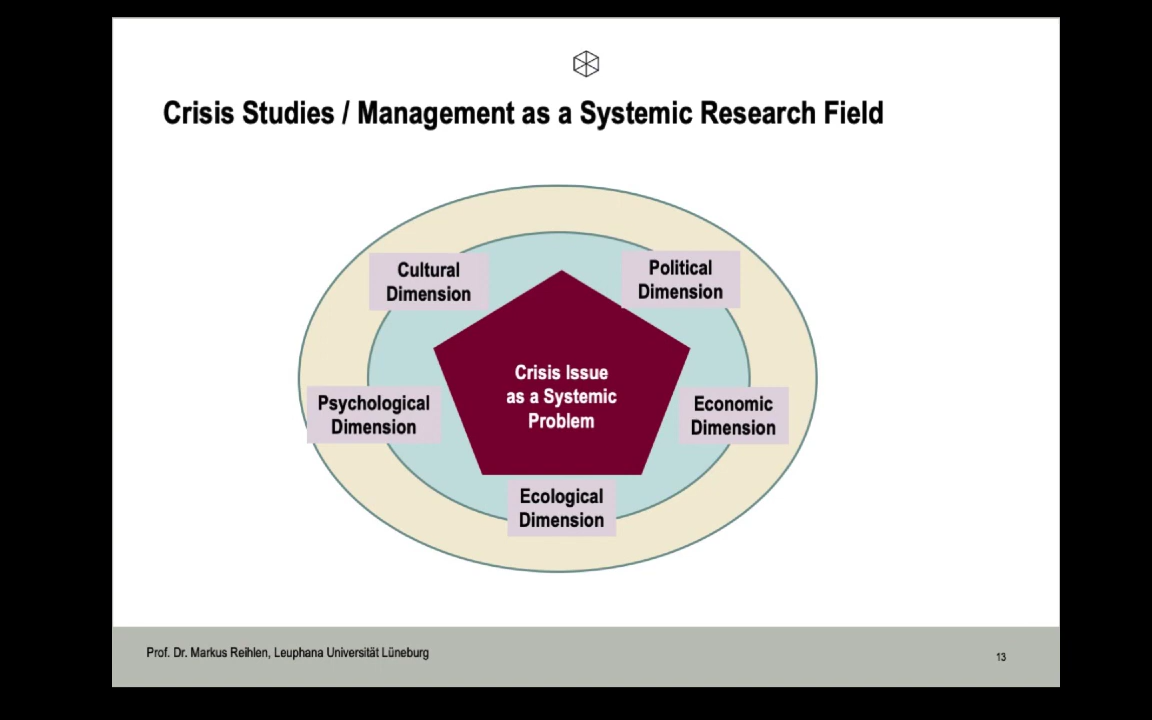 Crisis Studies / Management as a Systemic Research Field
Cultural
Dimension
Political
Dimension
Crisis Issue
as a Systemic
Problem
Psychological
Dimension
Economic
Dimension
Ecological
Dimension
Prof. Dr. Markus Reihlen, Leuphana Universität Lüneburg
13